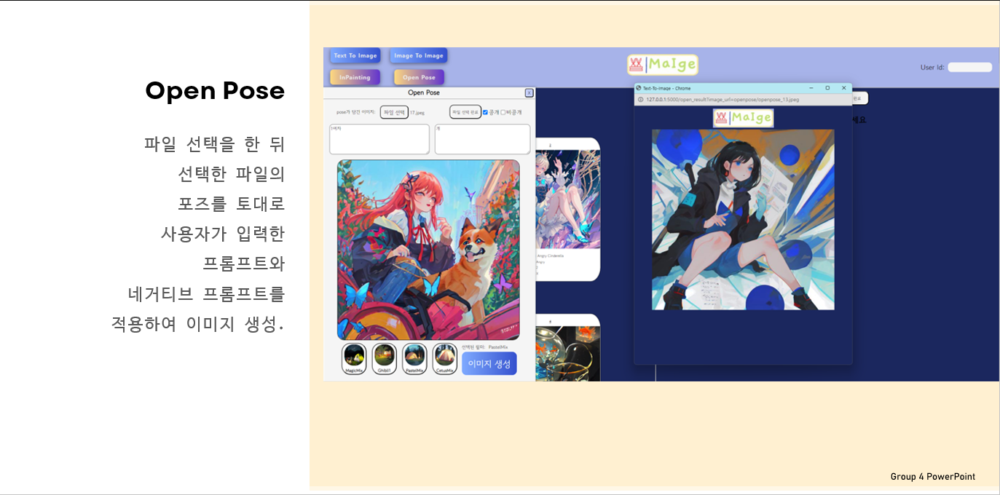 Open Pose
파일 선택을 한 뒤
선택한 파일의
포즈를 토대로
사용자가 입력한
프롬프트와
네거티브 프롬프트를
적용하여 이미지 생성.
Text To Image Image To Image
InPainting Open Pose
MaIge
User Id:
Open Pose X
pose가 담긴 이미지: 파일 선택 17.jpeg 파일 선택 완료 공개 비공개
1여자
개
MagicMix Ghibli1 PastelMix CetusMix
선택된 필터: PastelMix
이미지 생성
Angry Cinderella
Angry
Text-To-Image - Chrome
127.0.0.1:5000/open_result?image_url=openpose/openpose_13.jpeg
MaIge
완료
세요
Group 4 PowerPoint